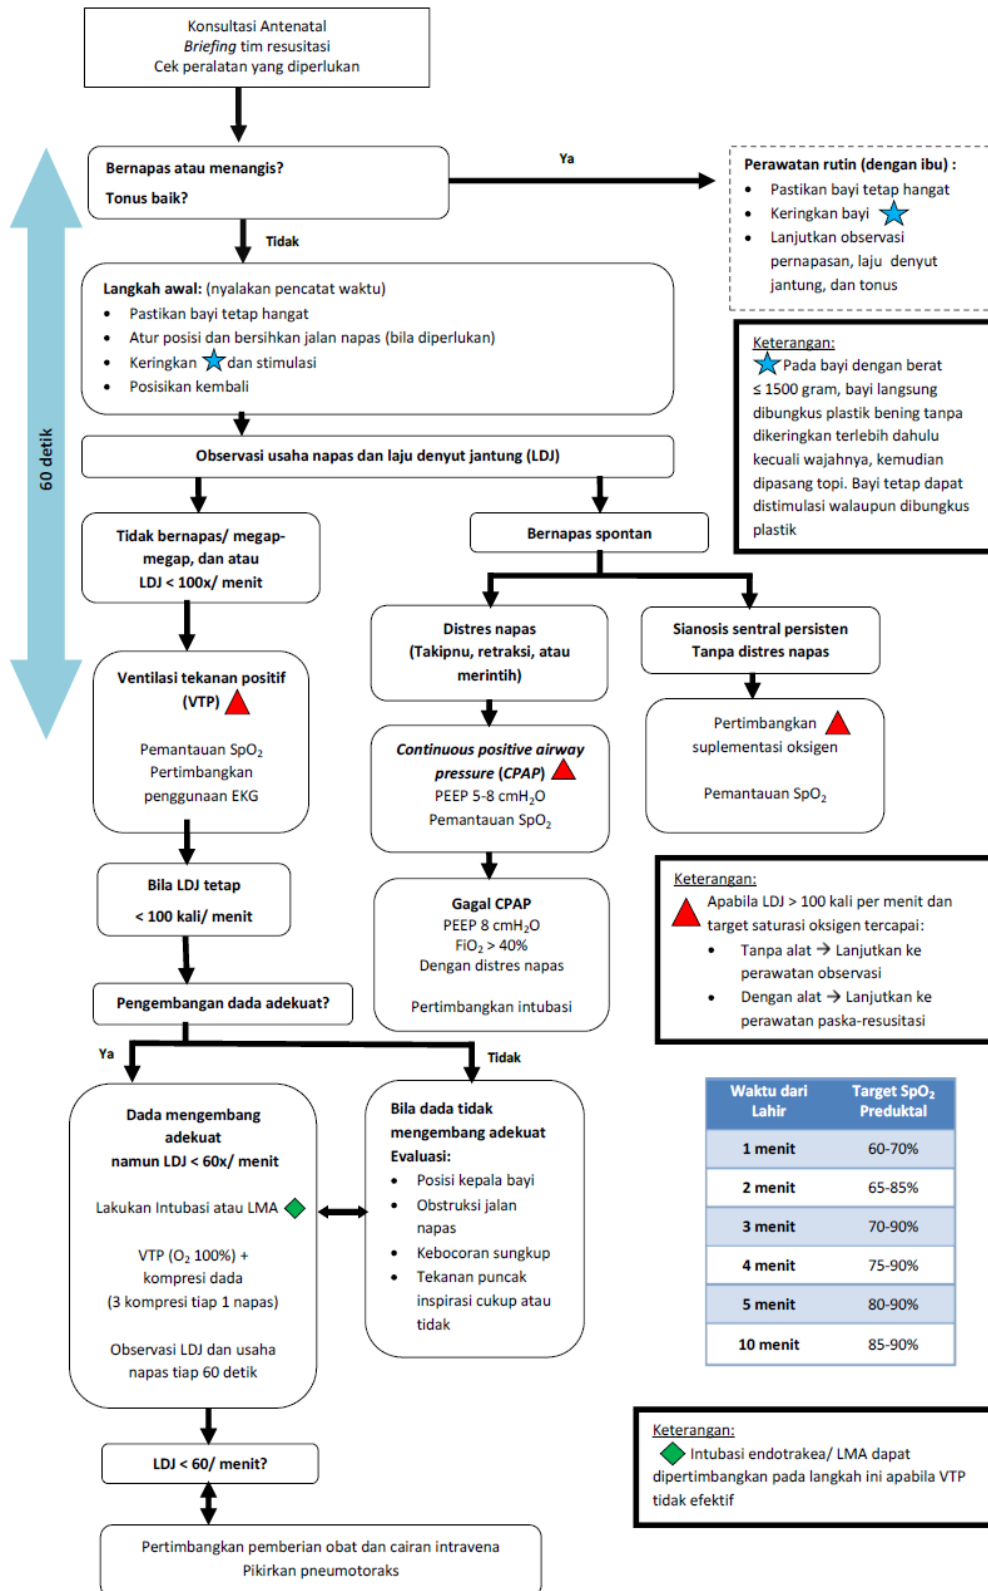 Konsultasi Antenatal
Briefing tim resusitasi
Cek peralatan yang diperlukan
Bernapas atau menangis?
Tonus baik?
Ya
Perawatan rutin (dengan ibu) :
• Pastikan bayi tetap hangat
• Keringkan bayi
• Lanjutkan observasi
pernapasan, laju denyut
jantung, dan tonus
Tidak
60 detik
Langkah awal: (nyalakan pencatat waktu)
• Pastikan bayi tetap hangat
• Atur posisi dan bersihkan jalan napas (bila diperlukan)
• Keringkan dan stimulasi
• Posisikan kembali
Keterangan:
Pada bayi dengan berat
≤ 1500 gram, bayi langsung
dibungkus plastik bening tanpa
dikeringkan terlebih dahulu
kecuali wajahnya, kemudian
dipasang topi. Bayi tetap dapat
distimulasi walaupun dibungkus
plastik
Observasi usaha napas dan laju denyut jantung (LDJ)
Tidak bernapas/ megap-
megap, dan atau
LDJ < 100x/ menit
Bernapas spontan
Distres napas
(Takipnu, retraksi, atau
merintih)
Sianosis sentral persisten
Tanpa distres napas
Ventilasi tekanan positif
(VTP)
Pemantauan SpO2
Pertimbangkan
penggunaan EKG
Continuous positive airway
pressure (CPAP)
PEEP 5-8 cmH2O
Pemantauan SpO2
Pertimbangkan
suplementasi oksigen
Pemantauan SpO2
Bila LDJ tetap
< 100 kali/ menit
Gagal CPAP
PEEP 8 cmH2O
FiO2 > 40%
Dengan distres napas
Pertimbangkan intubasi
Keterangan:
Apabila LDJ > 100 kali per menit dan
target saturasi oksigen tercapai:
• Tanpa alat → Lanjutkan ke
perawatan observasi
• Dengan alat → Lanjutkan ke
perawatan paska-resusitasi
Pengembangan dada adekuat?
Ya
Tidak
Dada mengembang
adekuat
namun LDJ < 60x/ menit
Lakukan Intubasi atau LMA
VTP (O2 100%) +
kompresi dada
(3 kompresi tiap 1 napas)
Observasi LDJ dan usaha
napas tiap 60 detik
Bila dada tidak
mengembang adekuat
Evaluasi:
• Posisi kepala bayi
• Obstruksi jalan
napas
• Kebocoran sungkup
• Tekanan puncak
inspirasi cukup atau
tidak
Waktu dari Lahir Target SpO2 Preduktal
1 menit 60-70%
2 menit 65-85%
3 menit 70-90%
4 menit 75-90%
5 menit 80-90%
10 menit 85-90%
LDJ < 60/ menit?
Keterangan:
Intubasi endotrakea/ LMA dapat
dipertimbangkan pada langkah ini apabila VTP
tidak efektif
Pertimbangkan pemberian obat dan cairan intravena
Pikirkan pneumotoraks